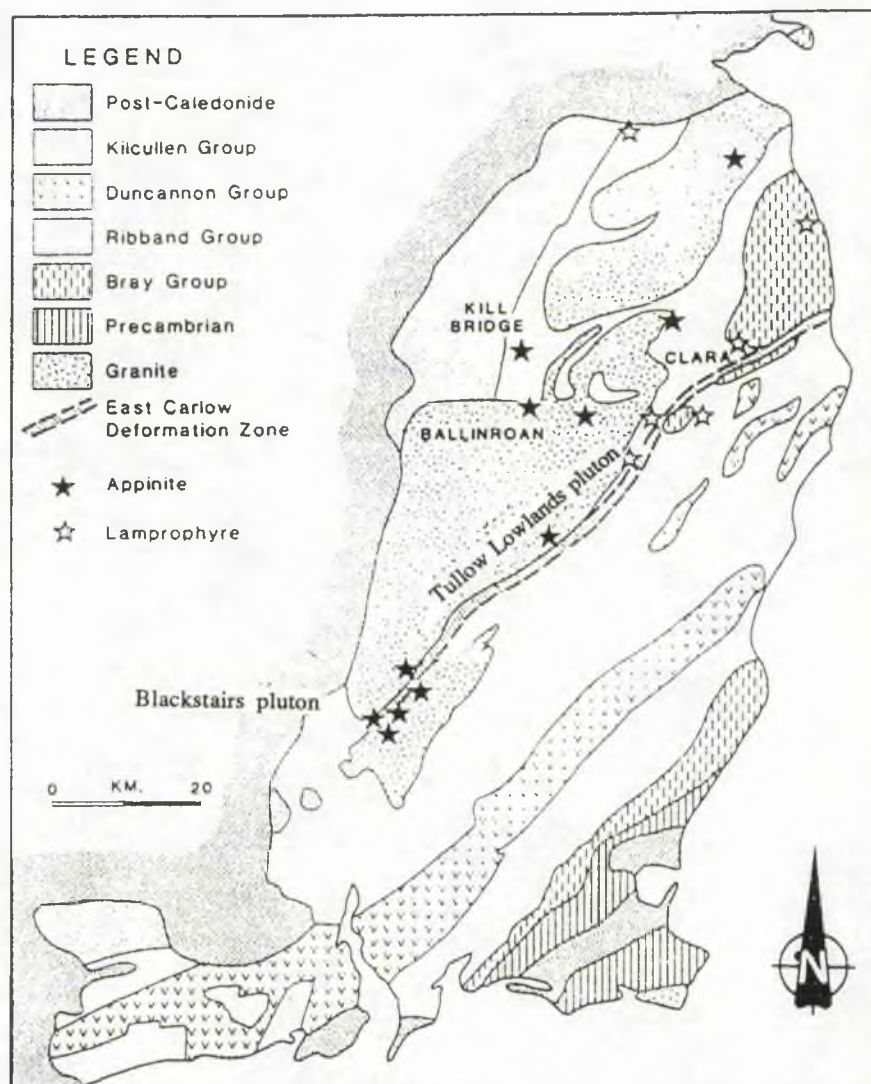 LEGEND
Post-Caledonide
Kilcullen Group
Duncannon Group
Ribband Group
Bray Group
Precambrian
Granite
East Carlow
Deformation Zone
Appinite
Lamprophyre
KILL
BRIDGE
CLARA
BALLINROAN
Tullow Lowlands pluton
Blackstairs pluton
0 KM. 20
N